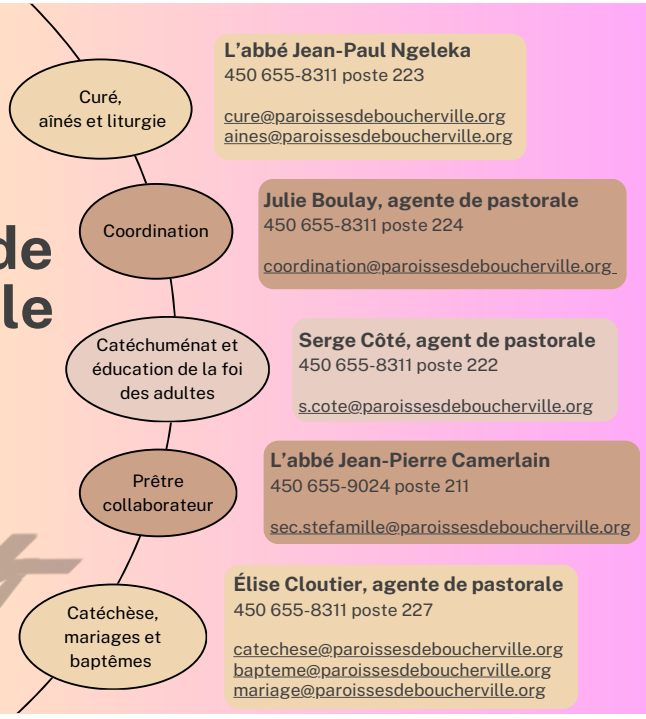 Curé,
aînés et liturgie
L'abbé Jean-Paul Ngeleka
450 655-8311 poste 223
cure@paroissesdeboucherville.org
aines@paroissesdeboucherville.org
Coordination
Julie Boulay, agente de pastorale
450 655-8311 poste 224
coordination@paroissesdeboucherville.org
de
le
Catéchuménat et
éducation de la foi
des adultes
Serge Côté, agent de pastorale
450 655-8311 poste 222
s.cote@paroissesdeboucherville.org
Prêtre
collaborateur
L'abbé Jean-Pierre Camerlain
450 655-9024 poste 211
sec.stefamille@paroissesdeboucherville.org
Catéchèse,
mariages et
baptêmes
Élise Cloutier, agente de pastorale
450 655-8311 poste 227
catechese@paroissesdeboucherville.org
bapteme@paroissesdeboucherville.org
mariage@paroissesdeboucherville.org